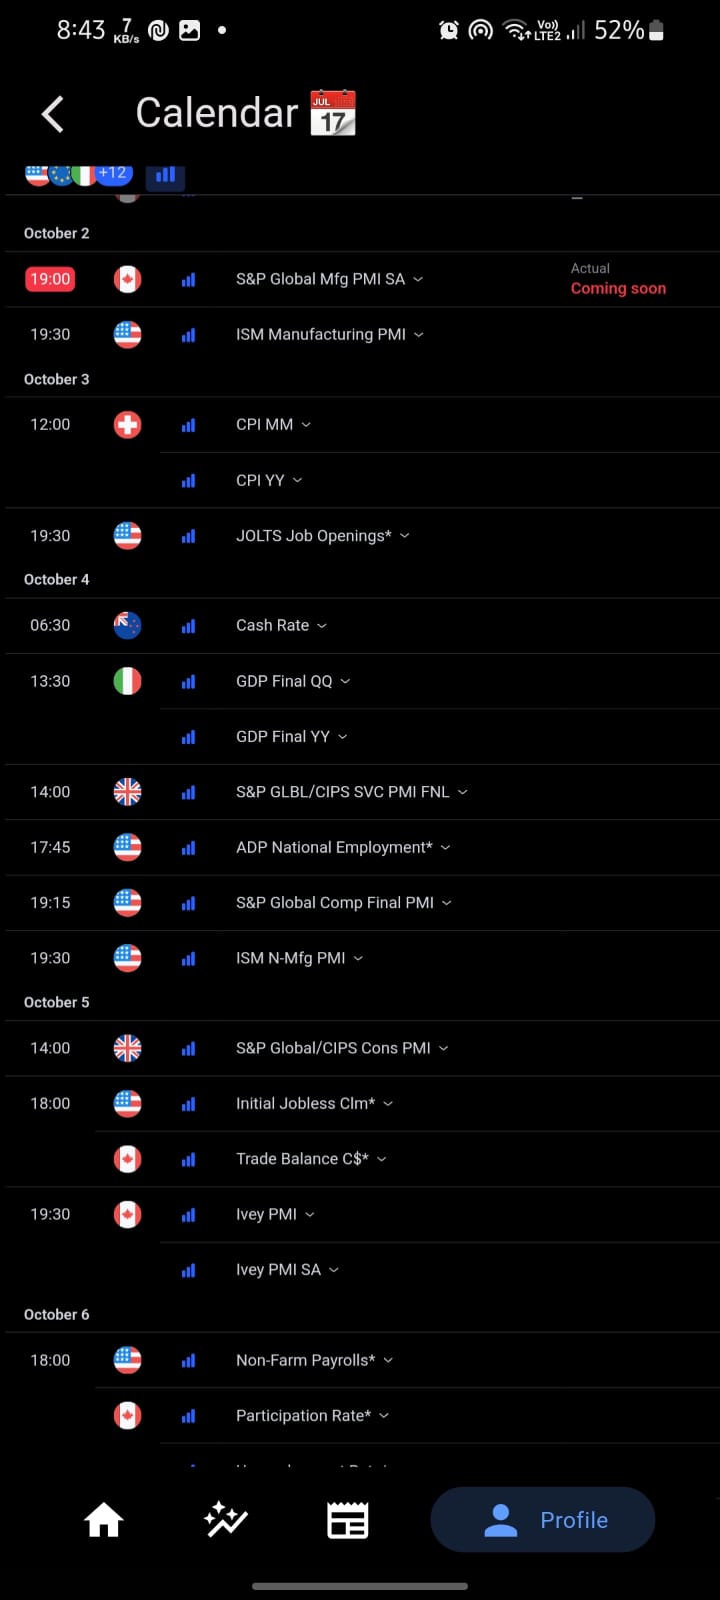 8:43 7 KB/s Vo)) LTE2 52%
Calendar JUL 17
+12
October 2
19:00 S&P Global Mfg PMI SA Actual
Coming soon
19:30 ISM Manufacturing PMI
October 3
12:00 CPI MM
CPI YY
19:30 JOLTS Job Openings*
October 4
06:30 Cash Rate
13:30 GDP Final QQ
GDP Final YY
14:00 S&P GLBL/CIPS SVC PMI FNL
17:45 ADP National Employment*
19:15 S&P Global Comp Final PMI
19:30 ISM N-Mfg PMI
October 5
14:00 S&P Global/CIPS Cons PMI
18:00 Initial Jobless Clm*
Trade Balance C$*
19:30 Ivey PMI
Ivey PMI SA
October 6
18:00 Non-Farm Payrolls*
Participation Rate*
Profile